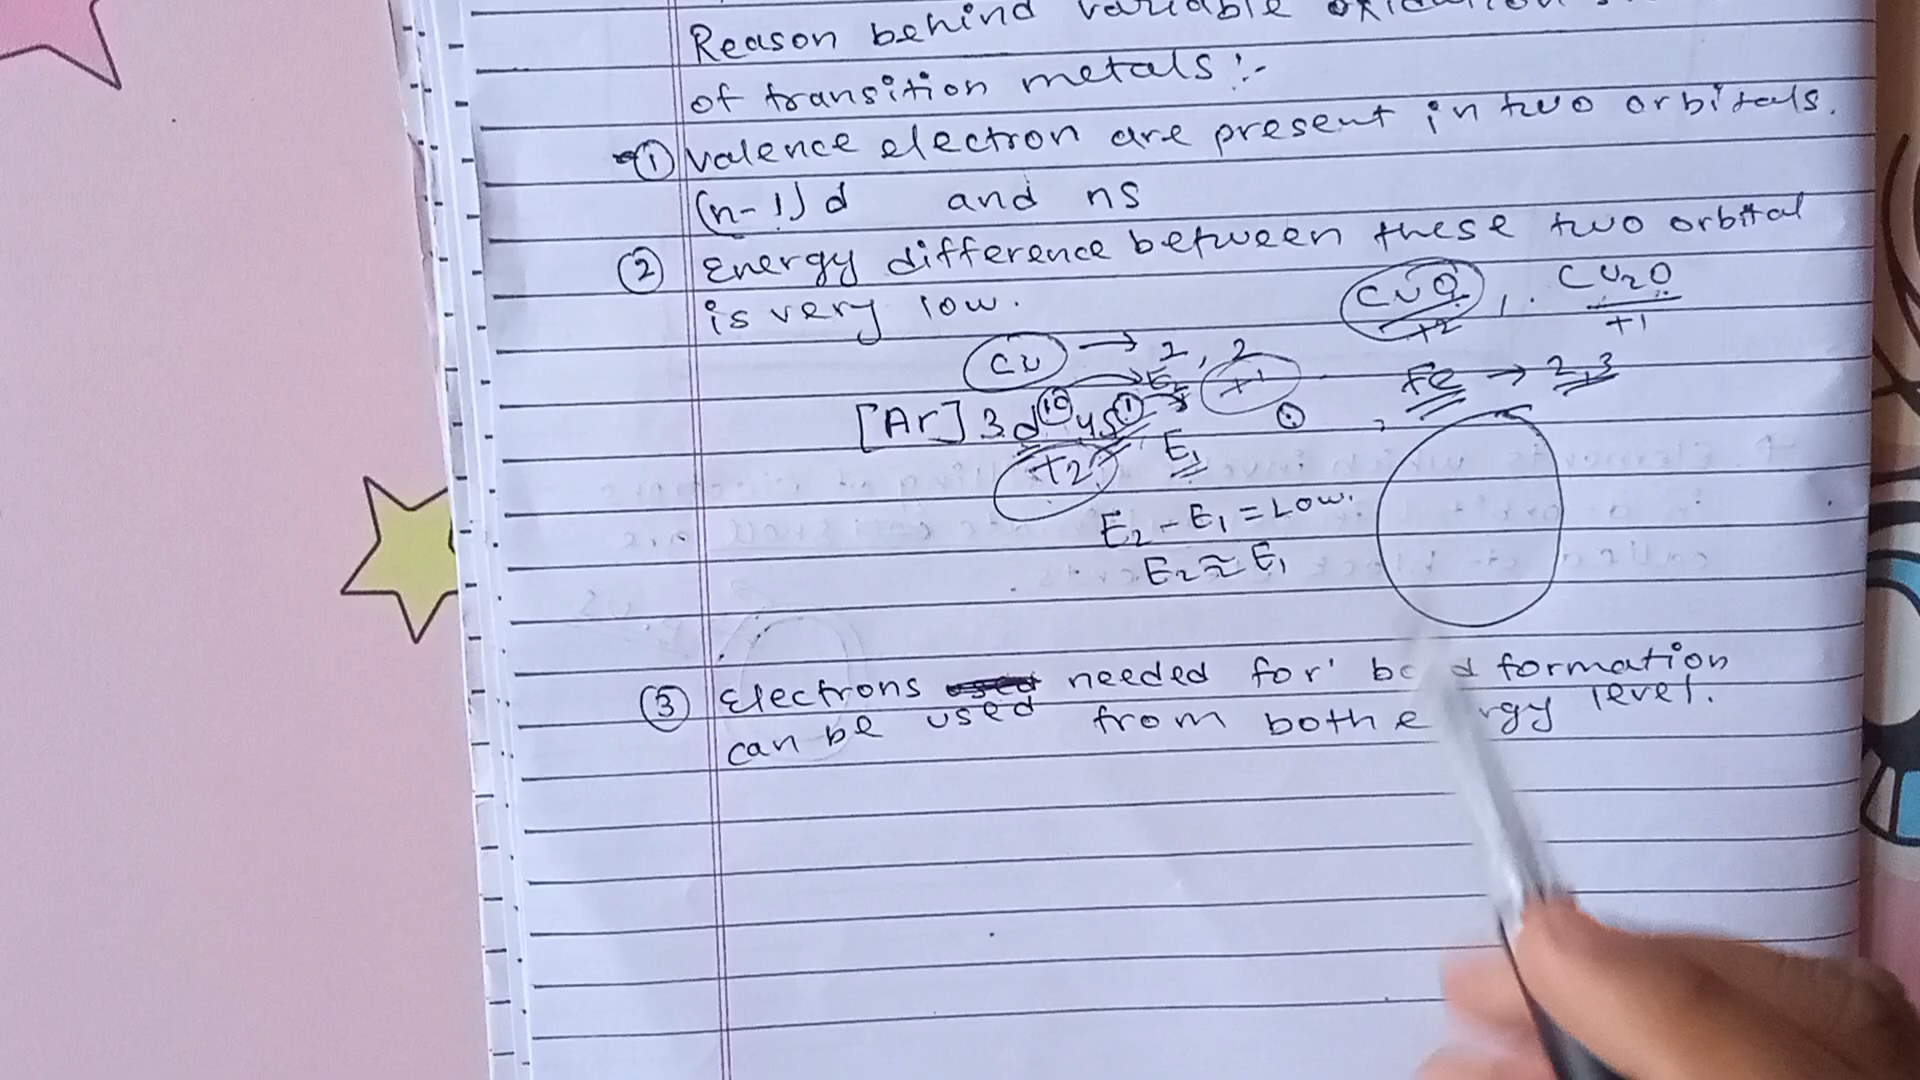 Reason behind variable oxidation
of transition metals :-
① Valence electron are present in two orbitals.
(n-1) d and ns
② Energy difference between these two orbital
is very low.
CuO , Cu2O
+2 +1
Cu → 2, 2
+1
Fe → 2,3
[Ar] 3d10 4s1
+2
E1
E2 - E1 = Low.
E2 ≈ E1
③ Electrons needed for formation
can be used from both level.